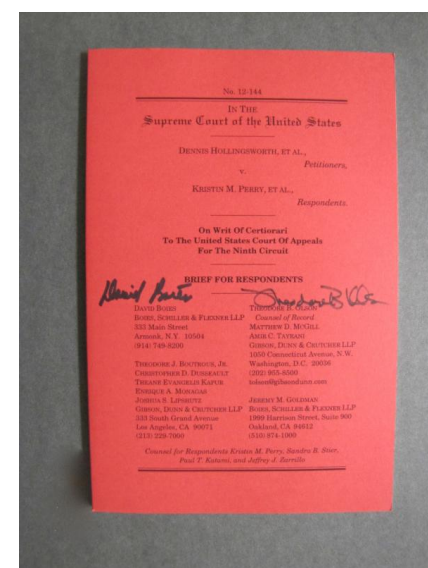 No. 12-144
IN THE
Supreme Court of the United States
DENNIS HOLLINGSWORTH, ET AL.,
Petitioners,
v.
KRISTIN M. PERRY, ET AL.,
Respondents.
On Writ Of Certiorari
To The United States Court Of Appeals
For The Ninth Circuit
BRIEF FOR RESPONDENTS
David Boies
Theodore B Olson
DAVID BOIES
BOIES, SCHILLER & FLEXNER LLP
333 Main Street
Armonk, N.Y. 10504
(914) 749-8200
THEODORE J. BOUTROUS, JR.
CHRISTOPHER D. DUSSEAULT
THEANE EVANGELIS KAPUR
ENRIQUE A. MONAGAS
JOSHUA S. LIPSHUTZ
GIBSON, DUNN & CRUTCHER LLP
333 South Grand Avenue
Los Angeles, CA 90071
(213) 229-7000
THEODORE B. OLSON
Counsel of Record
MATTHEW D. MCGILL
AMIR C. TAYRANI
GIBSON, DUNN & CRUTCHER LLP
1050 Connecticut Avenue, N.W.
Washington, D.C. 20036
(202) 955-8500
tolson@gibsondunn.com
JEREMY M. GOLDMAN
BOIES, SCHILLER & FLEXNER LLP
1999 Harrison Street, Suite 900
Oakland, CA 94612
(510) 874-1000
Counsel for Respondents Kristin M. Perry, Sandra B. Stier,
Paul T. Katami, and Jeffrey J. Zarrillo